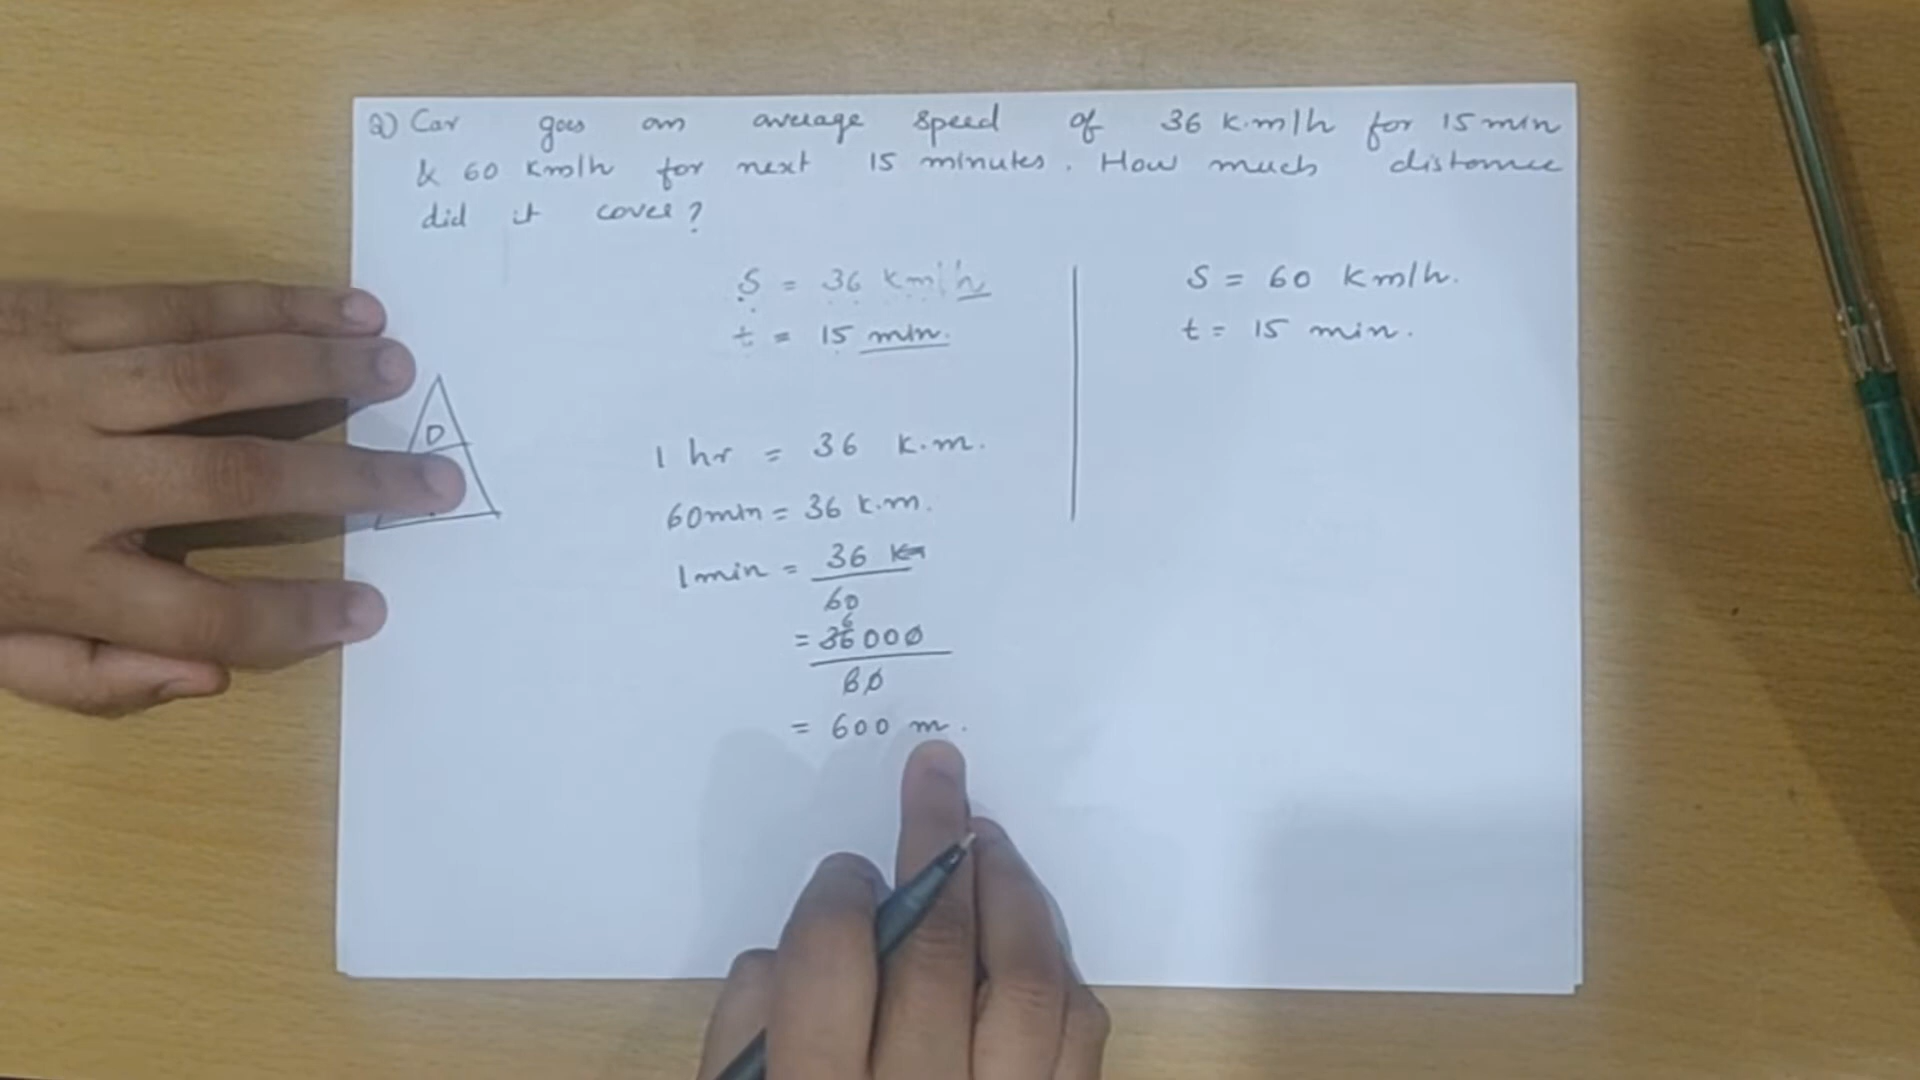 Q) Car goes on average speed of 36 k.m/h for 15 min
& 60 Km/h for next 15 minutes. How much distance
did it cover?
S = 36 km/h
t = 15 min.
1 hr = 36 k.m.
60min = 36 k.m.
1min = 36 km
60
6
= 36000
60
= 600 m.
S = 60 km/h.
t = 15 min.
D